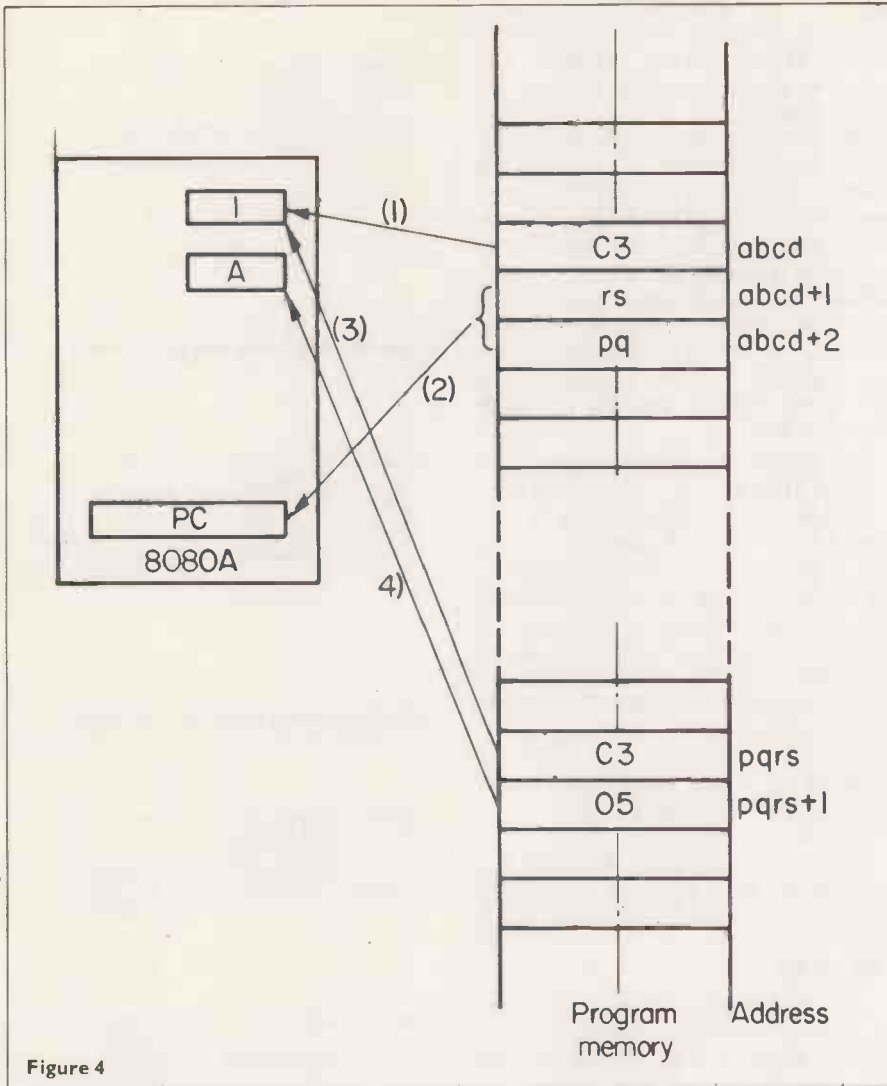 I
A
(1)
(3)
(2)
4)
PC
8080A
C3 abcd
rs abcd+1
pq abcd+2
C3 pqrs
05 pqrs+1
Program Address
memory
Figure 4